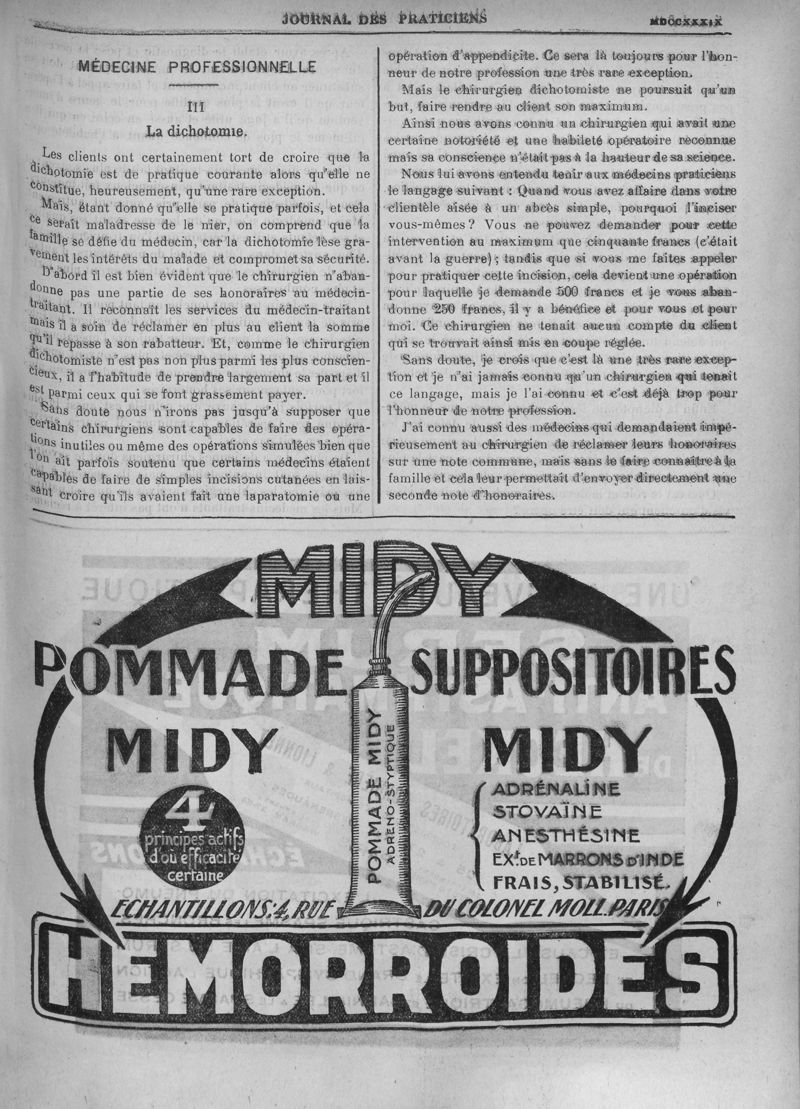 JOURNAL DES PRATICIENS
MDCCXXXIX
MÉDECINE PROFESSIONNELLE
III
La dichotomie.
Les clients ont certainement tort de croire que la
dichotomie est de pratique courante alors qu'elle ne
constitue, heureusement, qu'une rare exception.
Mais, étant donné qu'elle se pratique parfois, et cela
ce serait maladresse de le nier, on comprend que la
famille se défie du médecin, car la dichotomie lèse gra-
vement les intérêts du malade et compromet sa sécurité.
D'abord il est bien évident que le chirurgien n'aban-
donne pas une partie de ses honoraires au médecin-
traitant. Il reconnaît les services du médecin-traitant
mais il a soin de réclamer en plus au client la somme
qu'il repasse à son rabatteur. Et, comme le chirurgien
dichotomiste n'est pas non plus parmi les plus conscien-
cieux, il a l'habitude de prendre largement sa part et il
est parmi ceux qui se font grassement payer.
Sans doute nous n'irons pas jusqu'à supposer que
certains chirurgiens sont capables de faire des opéra-
tions inutiles ou même des opérations simulées bien que
l'on ait parfois soutenu que certains médecins étaient
capables de faire de simples incisions cutanées en lais-
sant croire qu'ils avaient fait une laparatomie ou une
opération d'appendicite. Ce sera là toujours pour l'hon-
neur de notre profession une très rare exception.
Mais le chirurgien dichotomiste ne poursuit qu'un
but, faire rendre au client son maximum.
Ainsi nous avons connu un chirurgien qui avait une
certaine notoriété et une habileté opératoire reconnue
mais sa conscience n'était pas à la hauteur de sa science.
Nous lui avons entendu tenir aux médecins praticiens
le langage suivant : Quand vous avez affaire dans votre
clientèle aisée à un abcès simple, pourquoi l'inciser
vous-mêmes ? Vous ne pouvez demander pour cette
intervention au maximum que cinquante francs (c'était
avant la guerre) ; tandis que si vous me faites appeler
pour pratiquer cette incision, cela devient une opération
pour laquelle je demande 500 francs et je vous aban-
donne 250 francs, il y a bénéfice et pour vous et pour
moi. Ce chirurgien ne tenait aucun compte du client
qui se trouvait ainsi mis en coupe réglée.
Sans doute, je crois que c'est là une très rare excep-
tion et je n'ai jamais connu qu'un chirurgien qui tenait
ce langage, mais je l'ai connu et c'est déjà trop pour
l'honneur de notre profession.
J'ai connu aussi des médecins qui demandaient impé-
rieusement au chirurgien de réclamer leurs honoraires
sur une note commune, mais sans le faire connaître à la
famille et cela leur permettait d'envoyer directement une
seconde note d'honoraires.
MIDY
POMMADE
MIDY
4
principes actifs
d'où efficacité
certaine
POMMADE MIDY
ADRENO-STYPTIQUE
SUPPOSITOIRES
MIDY
ADRÉNALINE
STOVAÏNE
ANESTHÉSINE
EXt. DE MARRONS D'INDE
FRAIS, STABILISÉ.
ECHANTILLONS: 4, RUE DU COLONEL MOLL. PARIS
HEMORROIDES